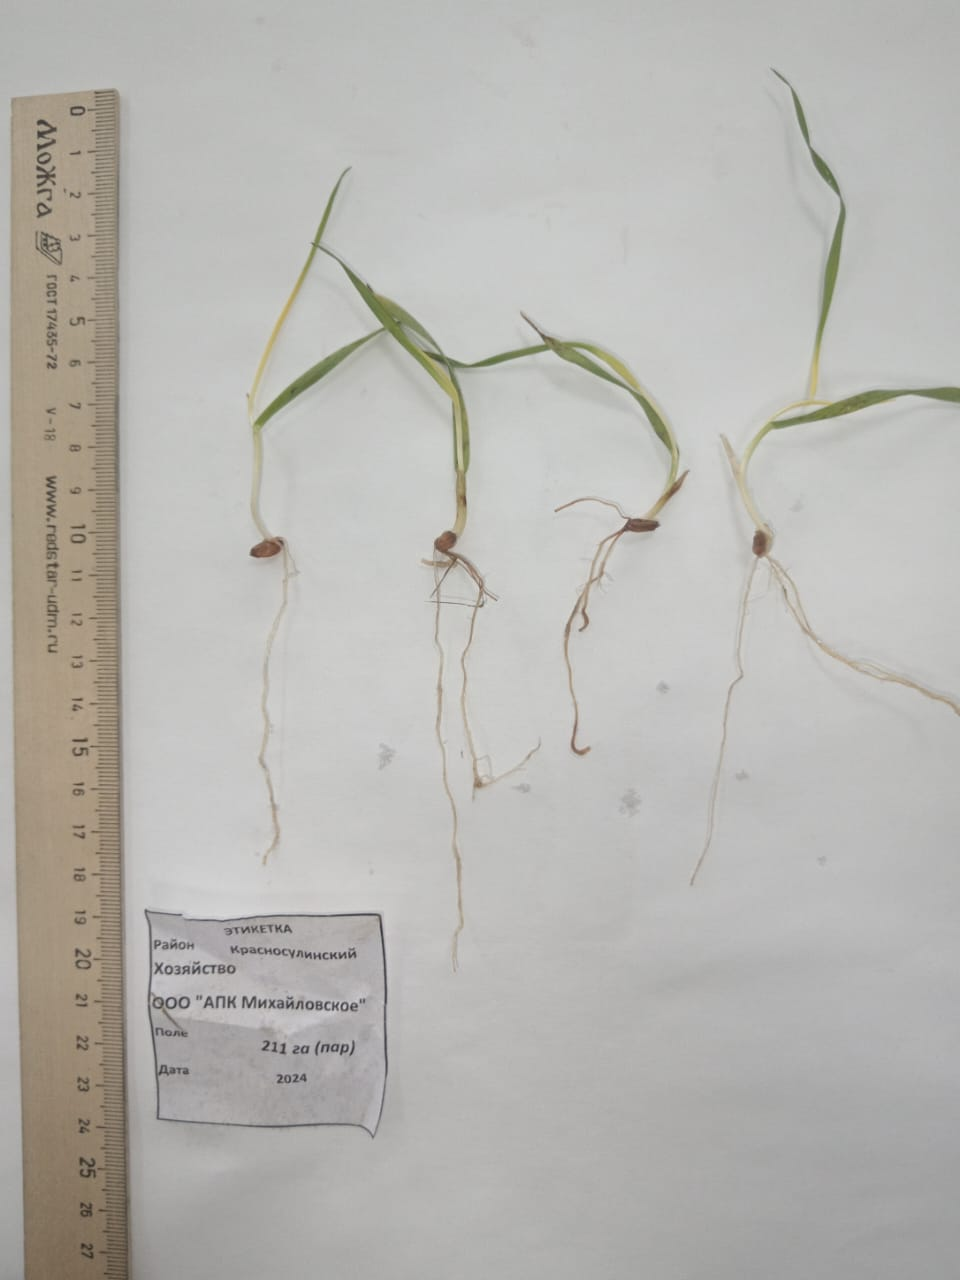 Можга
ГОСТ 17435-72
V-18
www.redstar-udm.ru
0 1 2 3 4 5 6 7 8 9 10 11 12 13 14 15 16 17 18 19 20 21 22 23 24 25 26 27
ЭТИКЕТКА
Район Красносулинский
Хозяйство
ООО "АПК Михайловское"
Поле 211 га (пар)
Дата 2024